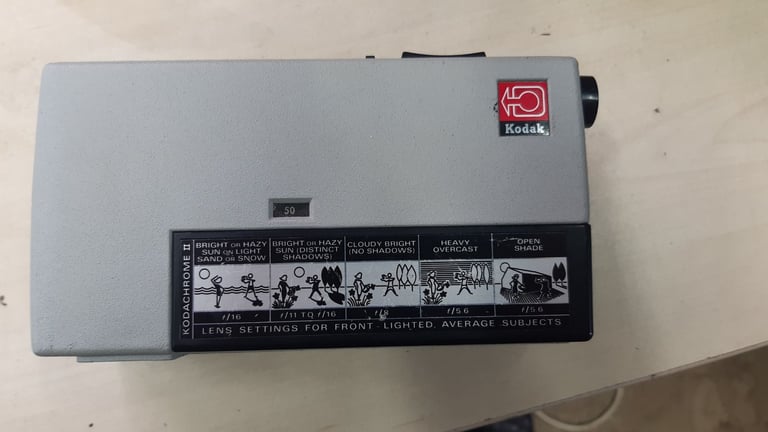 Kodak
50
KODACHROME II
BRIGHT OR HAZY
SUN ON LIGHT
SAND OR SNOW
f/16
BRIGHT OR HAZY
SUN (DISTINCT
SHADOWS)
f/11 TO f/16
CLOUDY BRIGHT
(NO SHADOWS)
f/8
HEAVY
OVERCAST
f/5.6
OPEN
SHADE
f/5.6
LENS SETTINGS FOR FRONT-LIGHTED, AVERAGE SUBJECTS